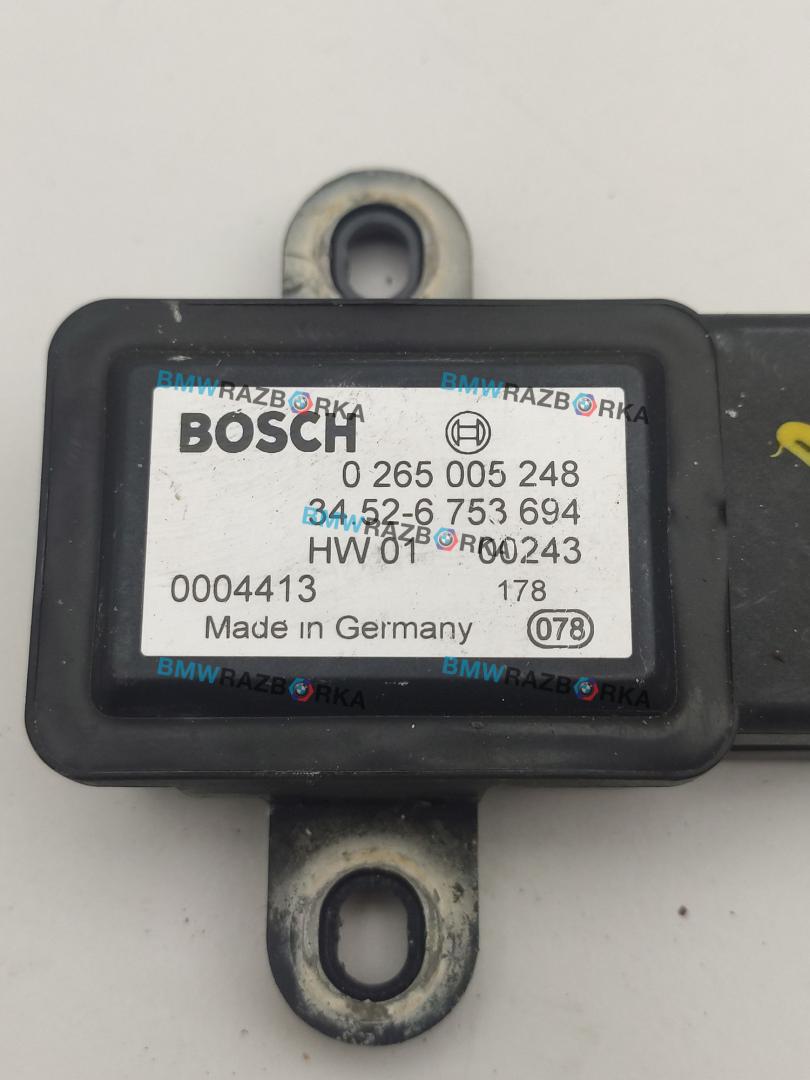 BMWRAZBORKA BMWRAZBORKA
BOSCH
0 265 005 248
34.52-6 753 694
BMWRAZBORKA
HW 01 00243
0004413 178
Made in Germany 078
BMWRAZBORKA BMWRAZBORKA